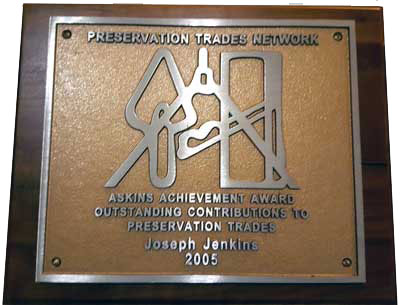 PRESERVATION TRADES NETWORK
ASKINS ACHIEVEMENT AWARD
OUTSTANDING CONTRIBUTIONS TO
PRESERVATION TRADES
Joseph Jenkins
2005